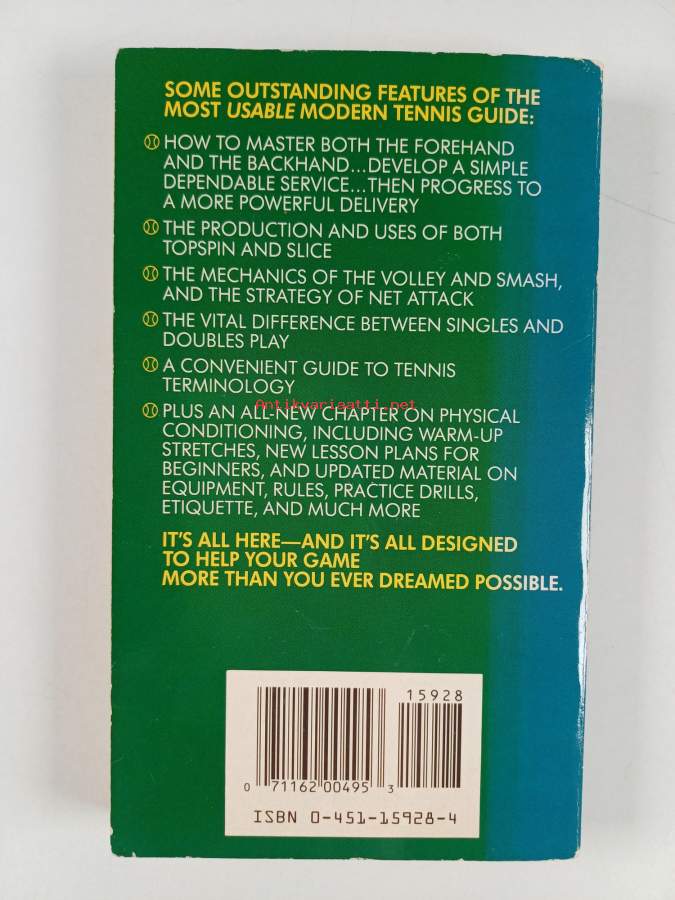 SOME OUTSTANDING FEATURES OF THE
MOST USABLE MODERN TENNIS GUIDE:
HOW TO MASTER BOTH THE FOREHAND
AND THE BACKHAND...DEVELOP A SIMPLE
DEPENDABLE SERVICE...THEN PROGRESS TO
A MORE POWERFUL DELIVERY
THE PRODUCTION AND USES OF BOTH
TOPSPIN AND SLICE
THE MECHANICS OF THE VOLLEY AND SMASH,
AND THE STRATEGY OF NET ATTACK
THE VITAL DIFFERENCE BETWEEN SINGLES AND
DOUBLES PLAY
A CONVENIENT GUIDE TO TENNIS
TERMINOLOGY
Antikvariaatti.net
PLUS AN ALL-NEW CHAPTER ON PHYSICAL
CONDITIONING, INCLUDING WARM-UP
STRETCHES, NEW LESSON PLANS FOR
BEGINNERS, AND UPDATED MATERIAL ON
EQUIPMENT, RULES, PRACTICE DRILLS,
ETIQUETTE, AND MUCH MORE
IT'S ALL HERE—AND IT'S ALL DESIGNED
TO HELP YOUR GAME
MORE THAN YOU EVER DREAMED POSSIBLE.
15928
0 71162 00495 3
ISBN 0-451-15928-4